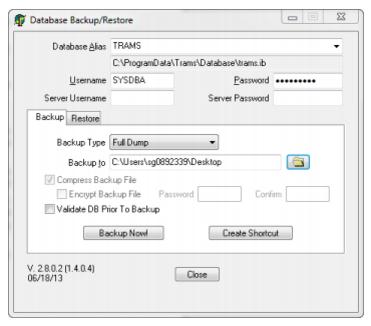 Database Backup/Restore
Database Alias TRAMS
C:\ProgramData\Trams\Database\trams.ib
Username SYSDBA Password •••••••••
Server Username Server Password
Backup Restore
Backup Type Full Dump
Backup to C:\Users\sg0892339\Desktop
Compress Backup File
Encrypt Backup File Password Confirm
Validate DB Prior To Backup
Backup Now! Create Shortcut
V. 2.8.0.2 (1.4.0.4)
06/18/13
Close